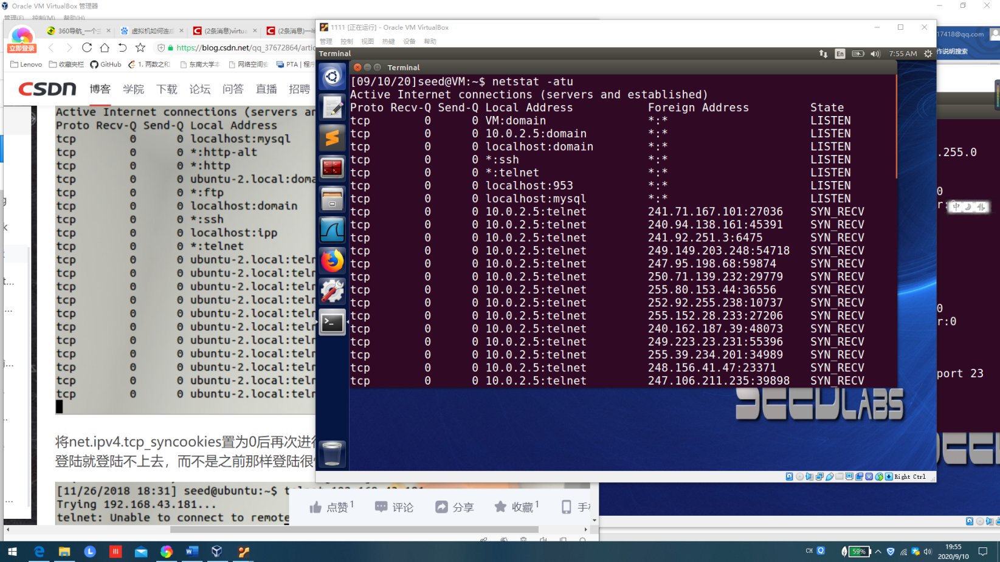 Oracle VM VirtualBox 管理器
管理(F) 控制(M) 帮助(H)
立即登录
360导航_一个主
虚拟机如何连成
(2条消息)virtua
(2条消息)一半
https://blog.csdn.net/qq_37672864/artic
Lenovo
收藏夹栏
GitHub
1. 两数之和
东南大学本
网络空间安
PTA | 程序
CSDN
博客
学院
下载
论坛
问答
直播
招聘
Active Internet connections (servers an
Proto Recv-Q Send-Q Local Address
tcp 0 0 localhost:mysql
tcp 0 0 *:http-alt
tcp 0 0 *:http
tcp 0 0 ubuntu-2.local:doma
tcp 0 0 *:ftp
tcp 0 0 localhost:domain
tcp 0 0 *:ssh
tcp 0 0 localhost:ipp
tcp 0 0 *:telnet
tcp 0 0 ubuntu-2.local:teln
tcp 0 0 ubuntu-2.local:teln
tcp 0 0 ubuntu-2.local:teln
tcp 0 0 ubuntu-2.local:teln
tcp 0 0 ubuntu-2.local:teln
tcp 0 0 ubuntu-2.local:teln
tcp 0 0 ubuntu-2.local:teln
tcp 0 0 ubuntu-2.local:teln
tcp 0 0 ubuntu-2.local:teln
tcp 0 0 ubuntu-2.local:teln
tcp 0 0 ubuntu-2.local:teln
将net.ipv4.tcp_syncookies置为0后再次进行
登陆就登陆不上去，而不是之前那样登陆很
[11/26/2018 18:31] seed@ubuntu:~$ telnet 192.168.43.181
Trying 192.168.43.181...
telnet: Unable to connect to remote
点赞 1
评论
分享
收藏 1
手机
1111 [正在运行] - Oracle VM VirtualBox
管理 控制 视图 热键 设备 帮助
Terminal
En
7:55 AM
Terminal
[09/10/20]seed@VM:~$ netstat -atu
Active Internet connections (servers and established)
Proto Recv-Q Send-Q Local Address Foreign Address State
tcp 0 0 VM:domain *:* LISTEN
tcp 0 0 10.0.2.5:domain *:* LISTEN
tcp 0 0 localhost:domain *:* LISTEN
tcp 0 0 *:ssh *:* LISTEN
tcp 0 0 *:telnet *:* LISTEN
tcp 0 0 localhost:953 *:* LISTEN
tcp 0 0 localhost:mysql *:* LISTEN
tcp 0 0 10.0.2.5:telnet 241.71.167.101:27036 SYN_RECV
tcp 0 0 10.0.2.5:telnet 240.94.138.161:45391 SYN_RECV
tcp 0 0 10.0.2.5:telnet 241.92.251.3:6475 SYN_RECV
tcp 0 0 10.0.2.5:telnet 249.149.203.248:54718 SYN_RECV
tcp 0 0 10.0.2.5:telnet 247.95.198.68:59874 SYN_RECV
tcp 0 0 10.0.2.5:telnet 250.71.139.232:29779 SYN_RECV
tcp 0 0 10.0.2.5:telnet 255.80.153.44:36556 SYN_RECV
tcp 0 0 10.0.2.5:telnet 252.92.255.238:10737 SYN_RECV
tcp 0 0 10.0.2.5:telnet 255.152.28.233:27206 SYN_RECV
tcp 0 0 10.0.2.5:telnet 240.162.187.39:48073 SYN_RECV
tcp 0 0 10.0.2.5:telnet 249.223.23.231:55396 SYN_RECV
tcp 0 0 10.0.2.5:telnet 255.39.234.201:34989 SYN_RECV
tcp 0 0 10.0.2.5:telnet 248.156.41.47:23371 SYN_RECV
tcp 0 0 10.0.2.5:telnet 247.106.211.235:39898 SYN_RECV
SEEDLABS
Right Ctrl
17418@qq.com
作说明搜索
.255.0
0
中
0
r:0
port 23
CH
59%
19:55
2020/9/10